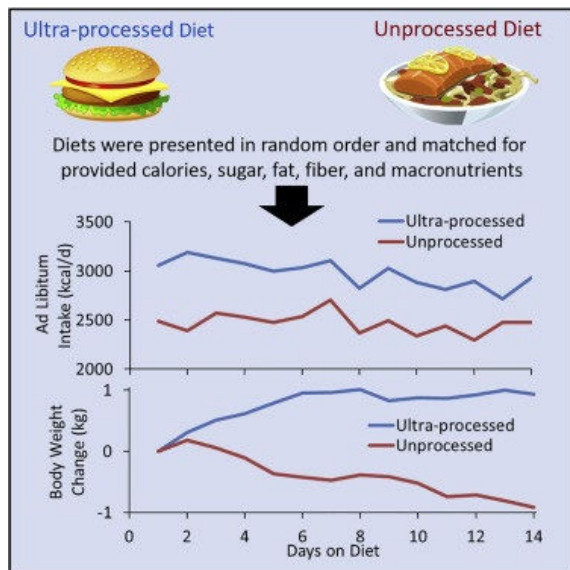 Ultra-processed Diet
Unprocessed Diet
Diets were presented in random order and matched for
provided calories, sugar, fat, fiber, and macronutrients
Ad Libitum
Intake (kcal/d)
3500
3000
2500
2000
Ultra-processed
Unprocessed
Body Weight
Change (kg)
1
0
-1
Ultra-processed
Unprocessed
0 2 4 6 8 10 12 14
Days on Diet